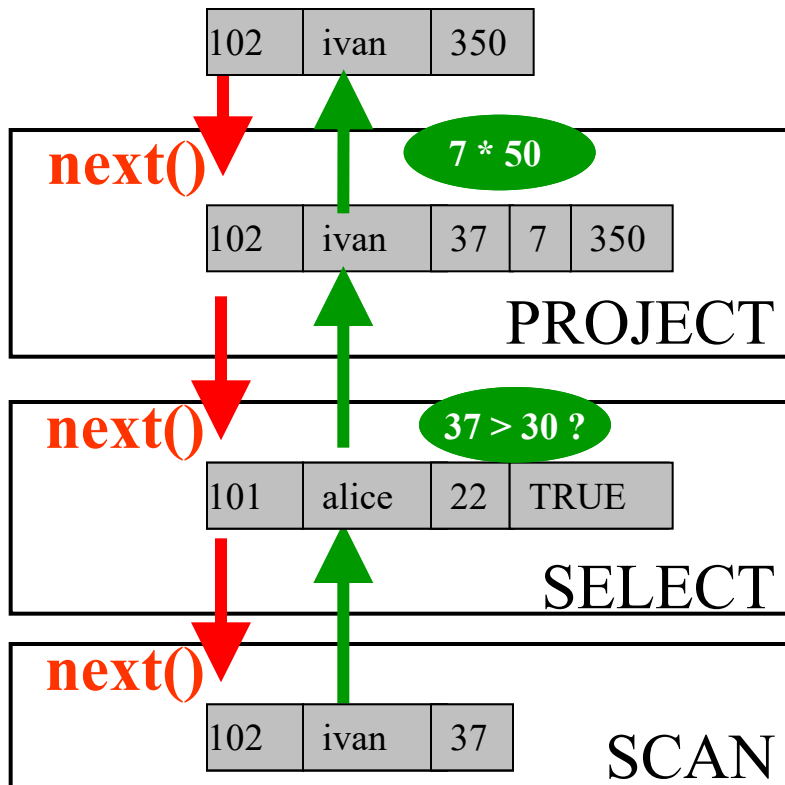 102 ivan 350
next() 7 * 50
102 ivan 37 7 350
PROJECT
next() 37 > 30 ?
101 alice 22 TRUE
SELECT
next()
102 ivan 37
SCAN